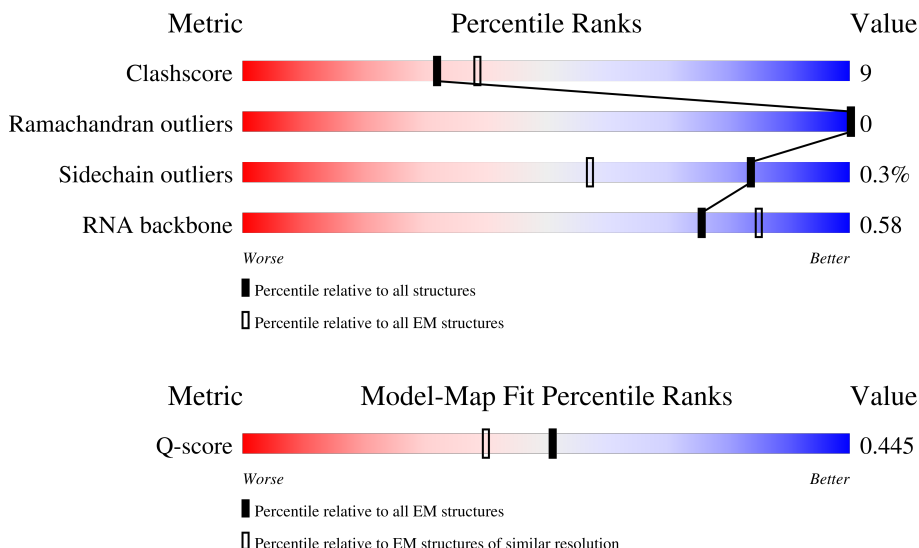 Metric Percentile Ranks Value
Clashscore 9
Ramachandran outliers 0
Sidechain outliers 0.3%
RNA backbone 0.58
Worse Better
Percentile relative to all structures
Percentile relative to all EM structures
Metric Model-Map Fit Percentile Ranks Value
Q-score 0.445
Worse Better
Percentile relative to all EM structures
Percentile relative to EM structures of similar resolution